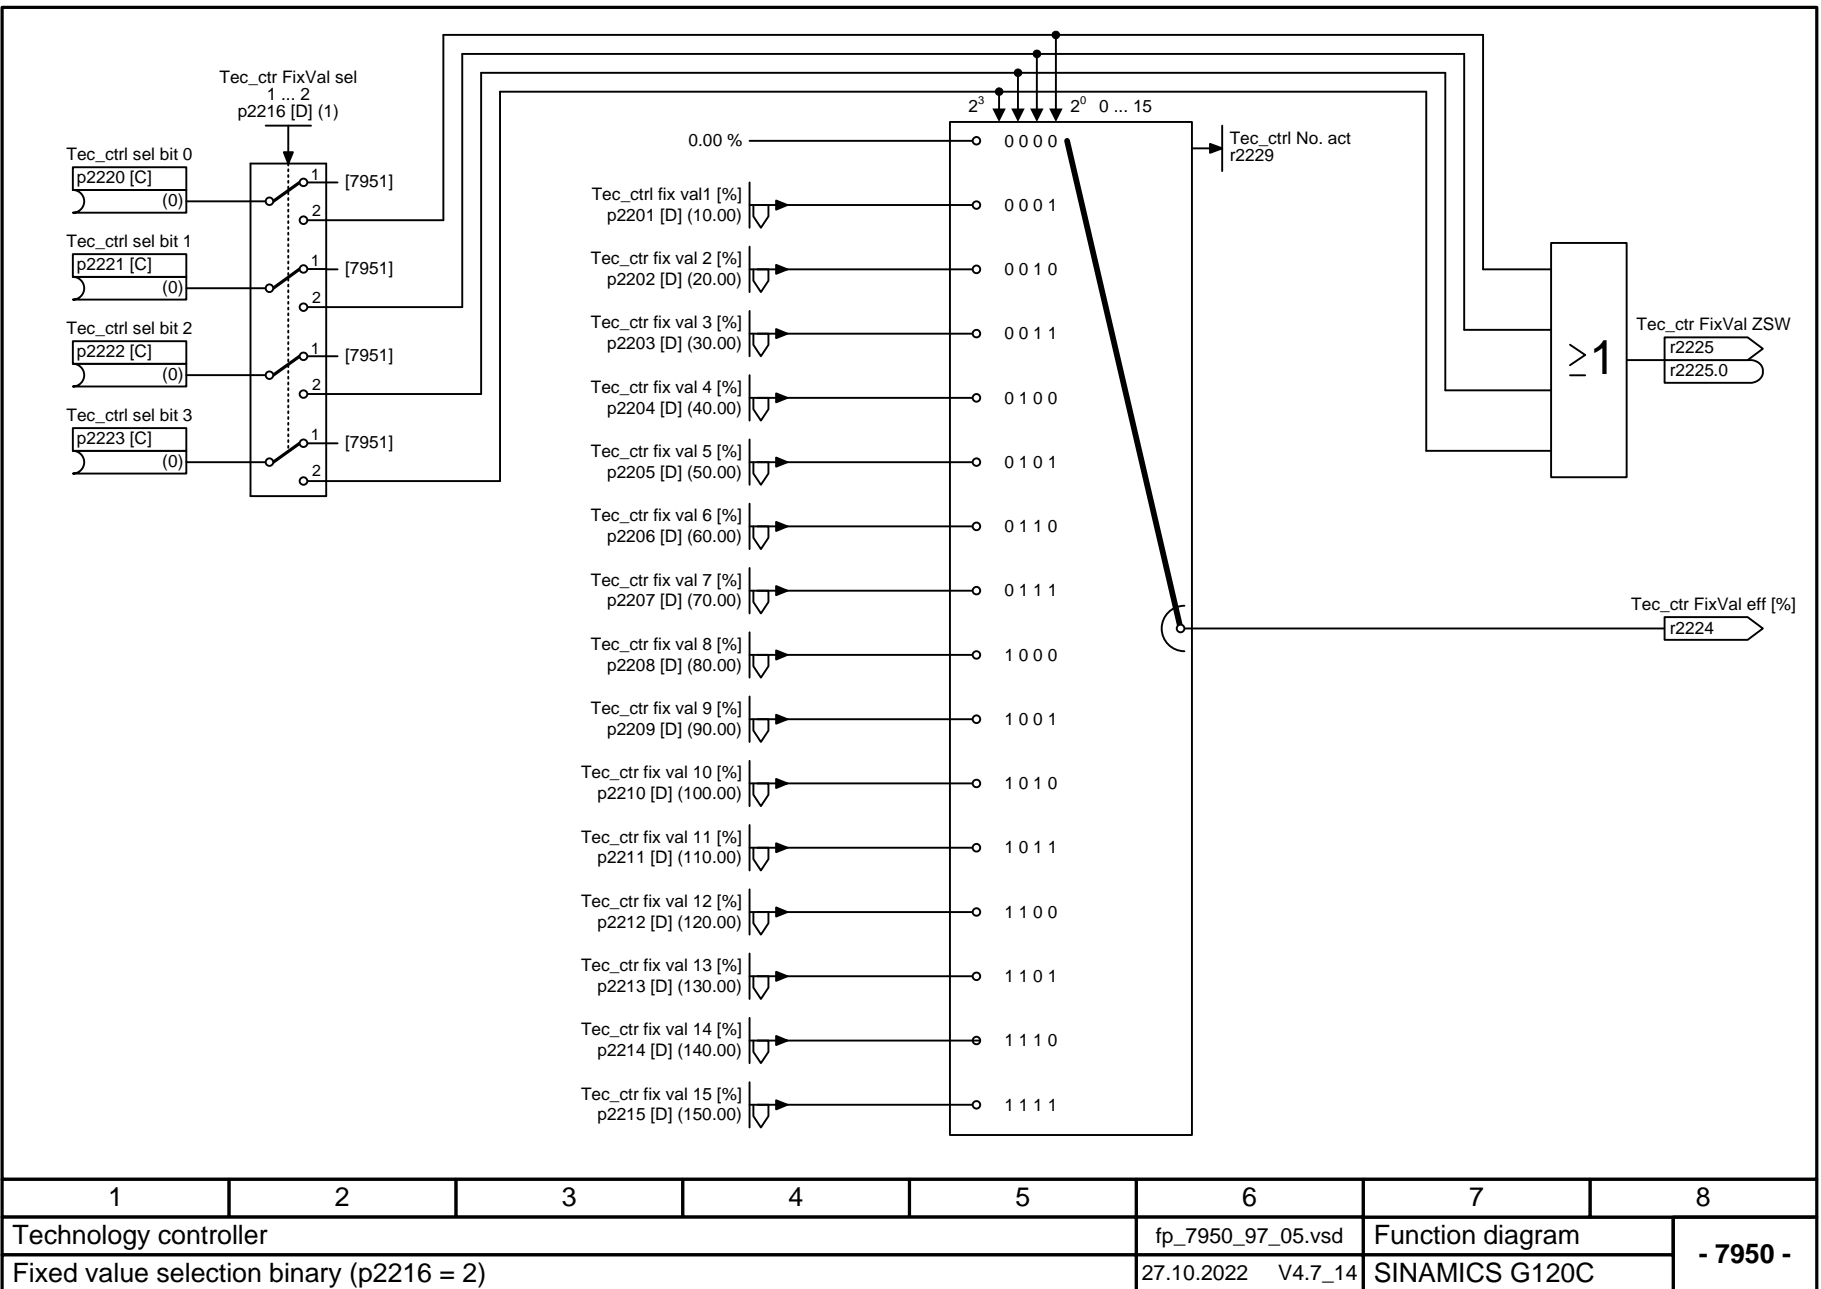 Tec_ctr FixVal sel
1 ... 2
p2216 [D] (1)
Tec_ctrl sel bit 0
p2220 [C]
(0)
1
[7951]
2
Tec_ctrl sel bit 1
p2221 [C]
(0)
1
[7951]
2
Tec_ctrl sel bit 2
p2222 [C]
(0)
1
[7951]
2
Tec_ctrl sel bit 3
p2223 [C]
(0)
1
[7951]
2
2³ 2⁰ 0 ... 15
0.00 % 0 0 0 0
Tec_ctrl No. act
r2229
Tec_ctrl fix val1 [%]
p2201 [D] (10.00)
0 0 0 1
Tec_ctr fix val 2 [%]
p2202 [D] (20.00)
0 0 1 0
Tec_ctr fix val 3 [%]
p2203 [D] (30.00)
0 0 1 1
Tec_ctr fix val 4 [%]
p2204 [D] (40.00)
0 1 0 0
Tec_ctr fix val 5 [%]
p2205 [D] (50.00)
0 1 0 1
Tec_ctr fix val 6 [%]
p2206 [D] (60.00)
0 1 1 0
Tec_ctr fix val 7 [%]
p2207 [D] (70.00)
0 1 1 1
Tec_ctr fix val 8 [%]
p2208 [D] (80.00)
1 0 0 0
Tec_ctr fix val 9 [%]
p2209 [D] (90.00)
1 0 0 1
Tec_ctr fix val 10 [%]
p2210 [D] (100.00)
1 0 1 0
Tec_ctr fix val 11 [%]
p2211 [D] (110.00)
1 0 1 1
Tec_ctr fix val 12 [%]
p2212 [D] (120.00)
1 1 0 0
Tec_ctr fix val 13 [%]
p2213 [D] (130.00)
1 1 0 1
Tec_ctr fix val 14 [%]
p2214 [D] (140.00)
1 1 1 0
Tec_ctr fix val 15 [%]
p2215 [D] (150.00)
1 1 1 1
≥1
Tec_ctr FixVal ZSW
r2225
r2225.0
Tec_ctr FixVal eff [%]
r2224
1 2 3 4 5 6 7 8
Technology controller
fp_7950_97_05.vsd
Function diagram
- 7950 -
Fixed value selection binary (p2216 = 2)
27.10.2022 V4.7_14
SINAMICS G120C